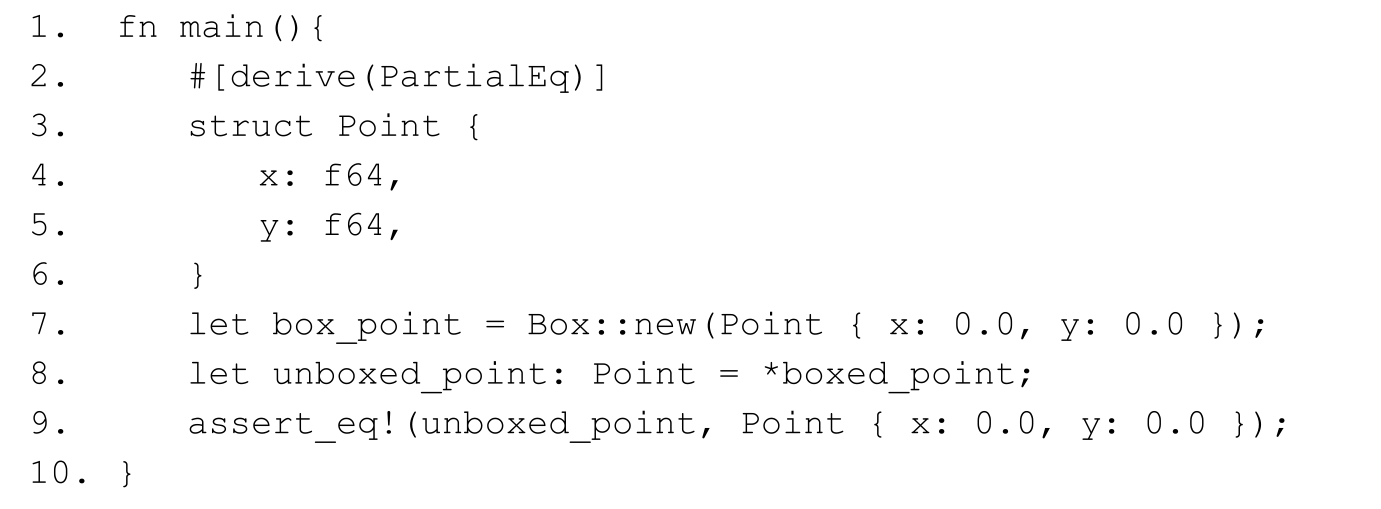 1. fn main(){
2. #[derive(PartialEq)]
3. struct Point {
4. x: f64,
5. y: f64,
6. }
7. let box_point = Box::new(Point { x: 0.0, y: 0.0 });
8. let unboxed_point: Point = *boxed_point;
9. assert_eq!(unboxed_point, Point { x: 0.0, y: 0.0 });
10. }